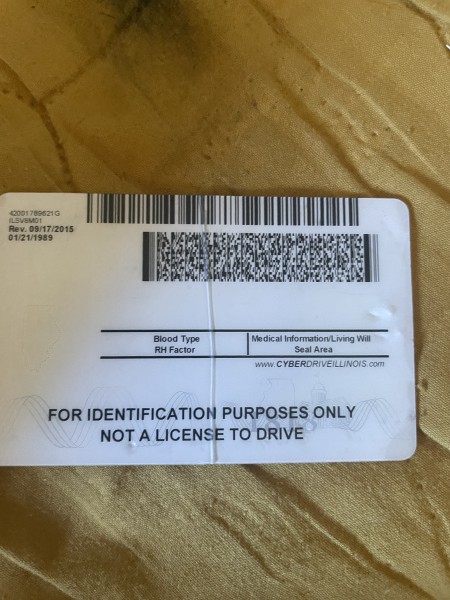 42001789621G
ILSV8M01
Rev. 09/17/2015
01/21/1989
Blood Type
RH Factor
Medical Information/Living Will
Seal Area
www.CYBERDRIVEILLINOIS.com
FOR IDENTIFICATION PURPOSES ONLY
NOT A LICENSE TO DRIVE